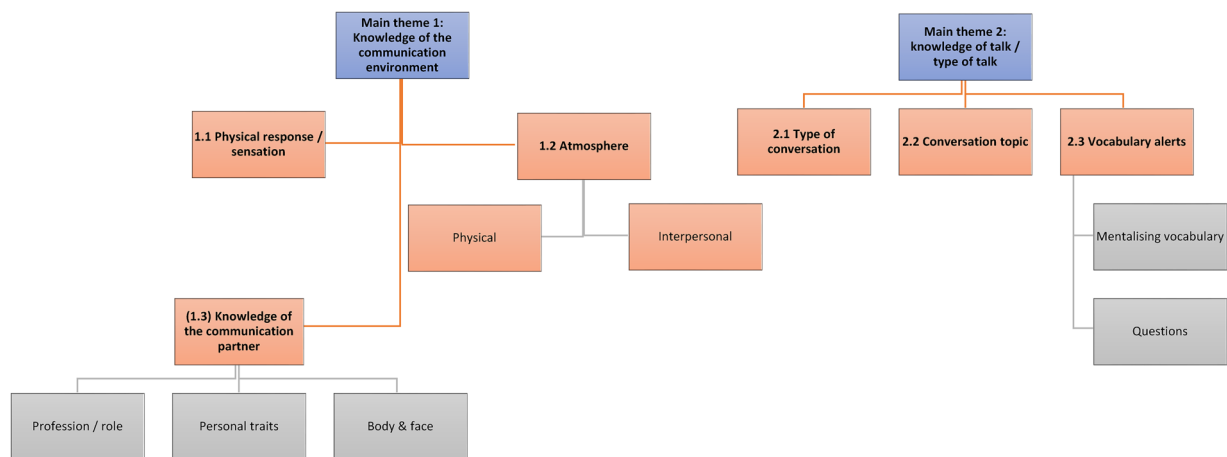 Main theme 1:
Knowledge of the
communication
environment
Main theme 2:
knowledge of talk /
type of talk
1.1 Physical response /
sensation
1.2 Atmosphere
2.1 Type of
conversation
2.2 Conversation topic
2.3 Vocabulary alerts
Physical
Interpersonal
Mentalising vocabulary
(1.3) Knowledge of
the communication
partner
Questions
Profession / role
Personal traits
Body & face